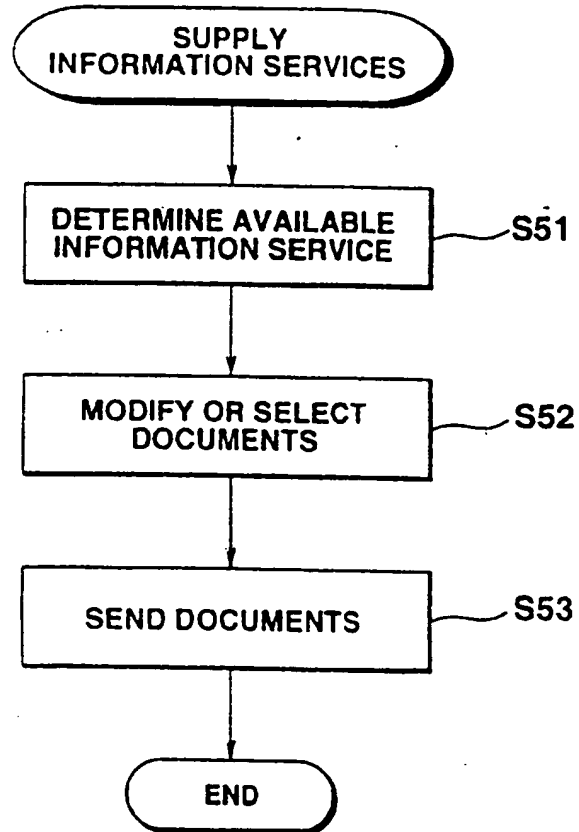 SUPPLY
INFORMATION SERVICES
DETERMINE AVAILABLE
INFORMATION SERVICE
S51
MODIFY OR SELECT
DOCUMENTS
S52
SEND DOCUMENTS
S53
END